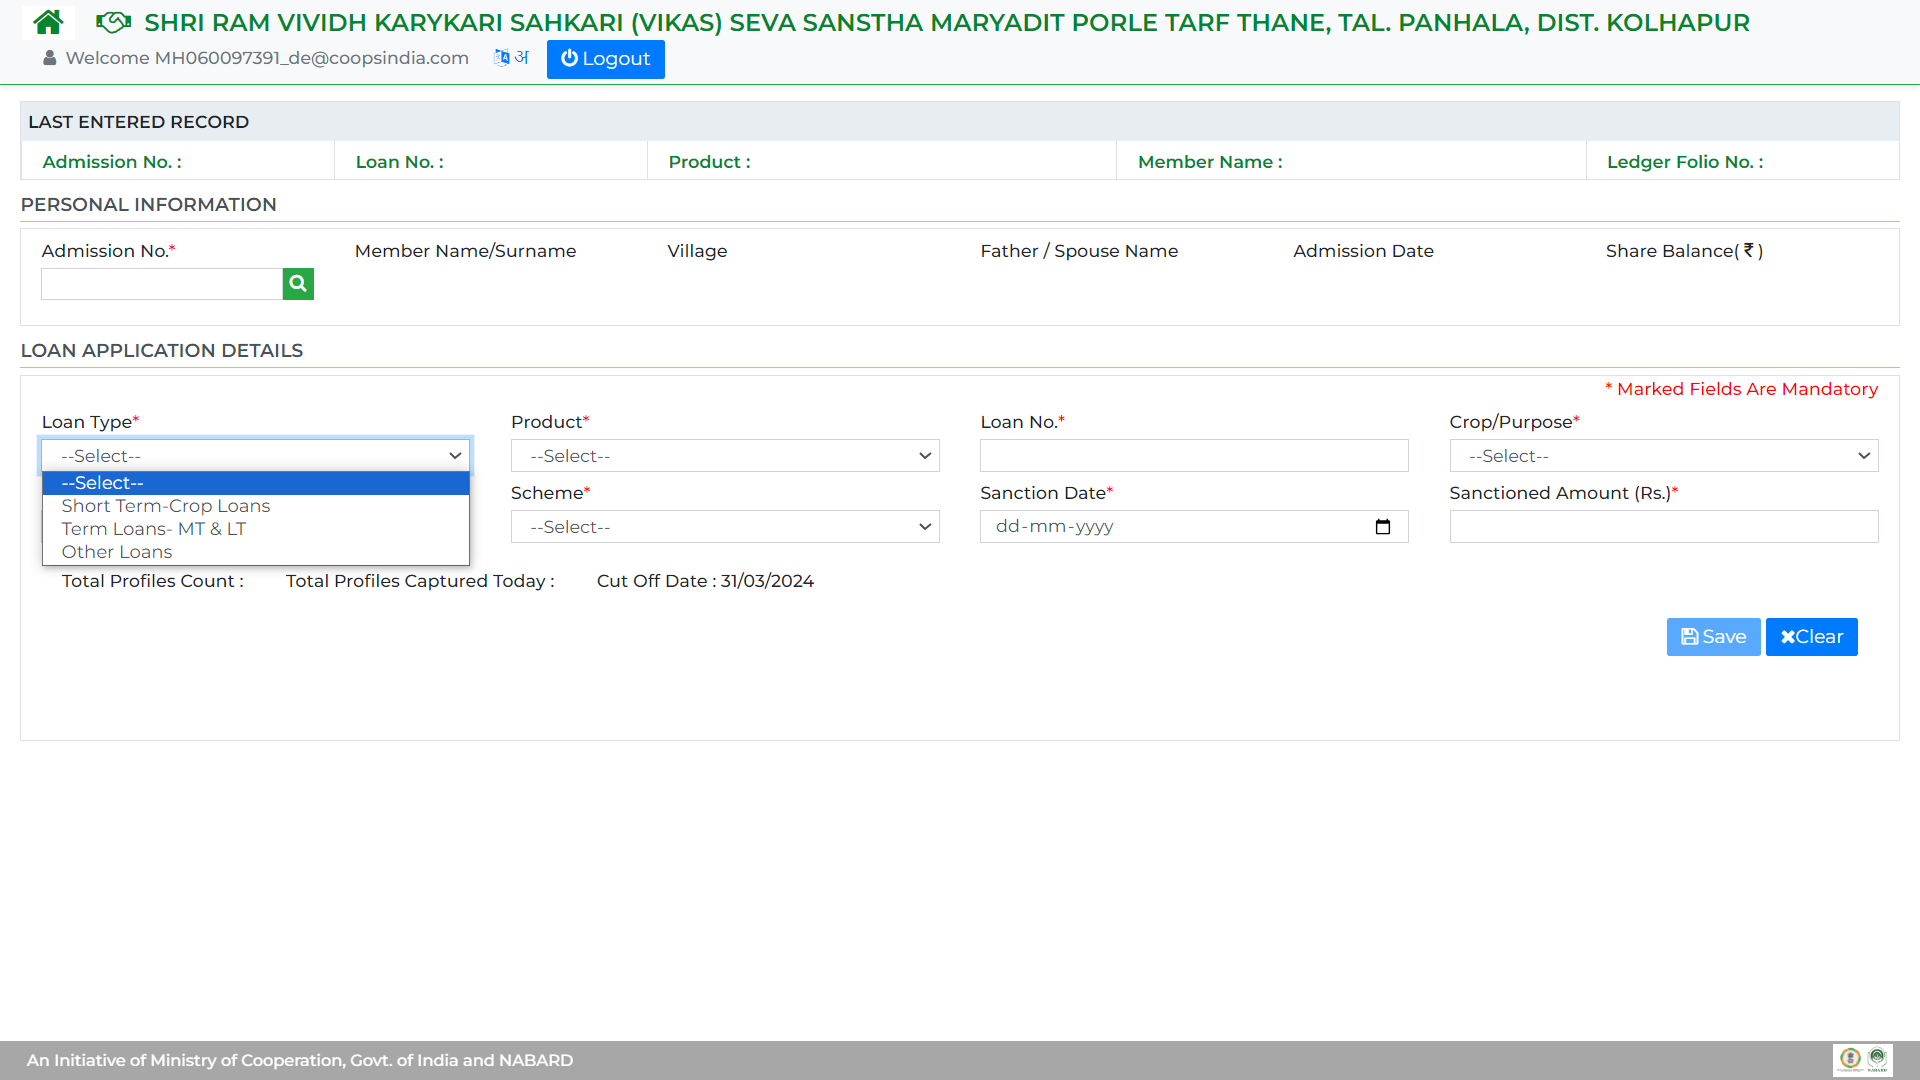 SHRI RAM VIVIDH KARYKARI SAHKARI (VIKAS) SEVA SANSTHA MARYADIT PORLE TARF THANE, TAL. PANHALA, DIST. KOLHAPUR
Welcome MH060097391_de@coopsindia.com अ Logout
LAST ENTERED RECORD
Admission No. : Loan No. : Product : Member Name : Ledger Folio No. :
PERSONAL INFORMATION
Admission No.* Member Name/Surname Village Father / Spouse Name Admission Date Share Balance( ₹ )
LOAN APPLICATION DETAILS
* Marked Fields Are Mandatory
Loan Type* Product* Loan No.* Crop/Purpose*
--Select-- --Select-- --Select--
--Select--
Short Term-Crop Loans
Term Loans- MT & LT
Other Loans
Scheme* Sanction Date* Sanctioned Amount (Rs.)*
--Select-- dd-mm-yyyy
Total Profiles Count : Total Profiles Captured Today : Cut Off Date : 31/03/2024
Save Clear
An Initiative of Ministry of Cooperation, Govt. of India and NABARD